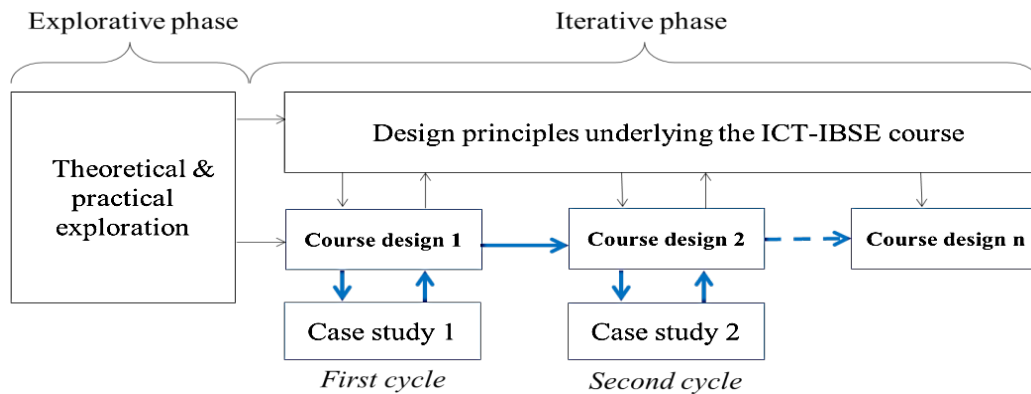 Explorative phase
Iterative phase
Theoretical &
practical
exploration
Design principles underlying the ICT-IBSE course
Course design 1
Course design 2
Course design n
Case study 1
Case study 2
First cycle
Second cycle